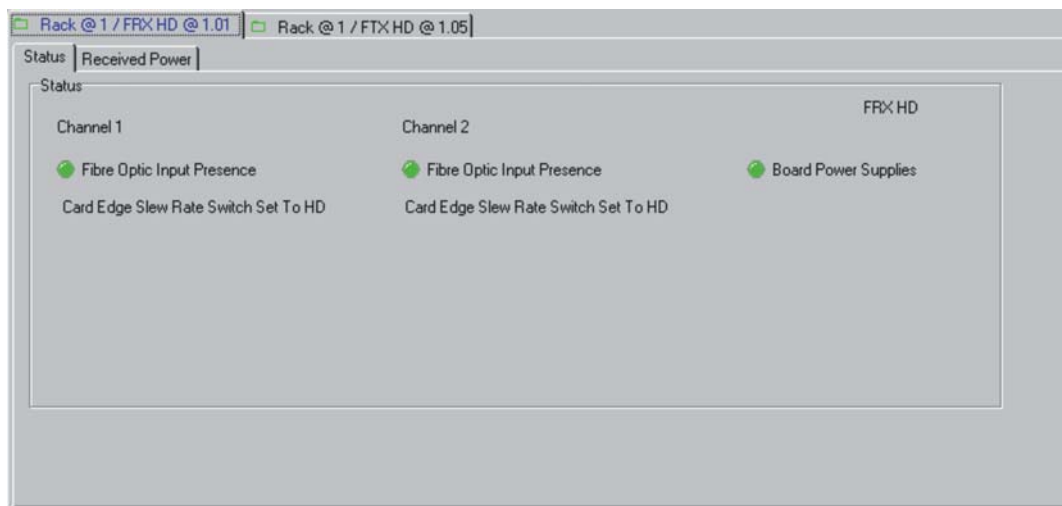 Rack @ 1 / FRX HD @ 1.01
Rack @ 1 / FTX HD @ 1.05
Status
Received Power
Status
FRX HD
Channel 1
Channel 2
Fibre Optic Input Presence
Fibre Optic Input Presence
Board Power Supplies
Card Edge Slew Rate Switch Set To HD
Card Edge Slew Rate Switch Set To HD